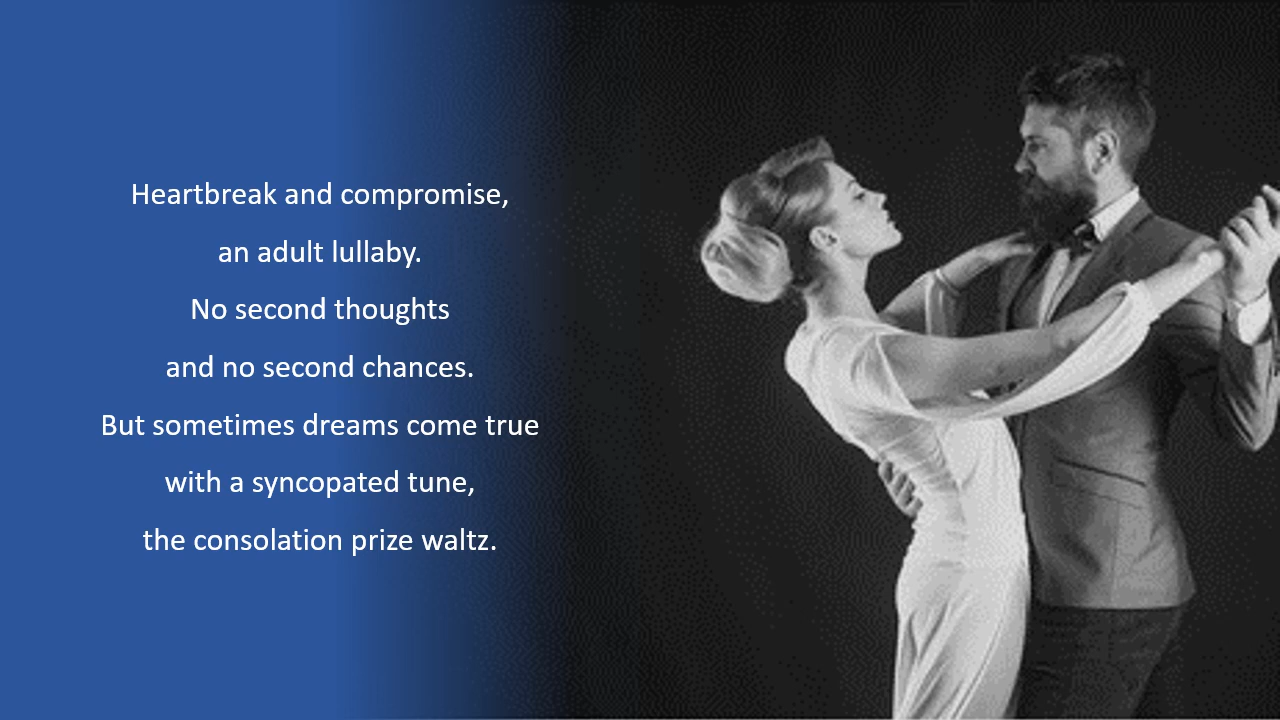 Heartbreak and compromise,
an adult lullaby.
No second thoughts
and no second chances.
But sometimes dreams come true
with a syncopated tune,
the consolation prize waltz.